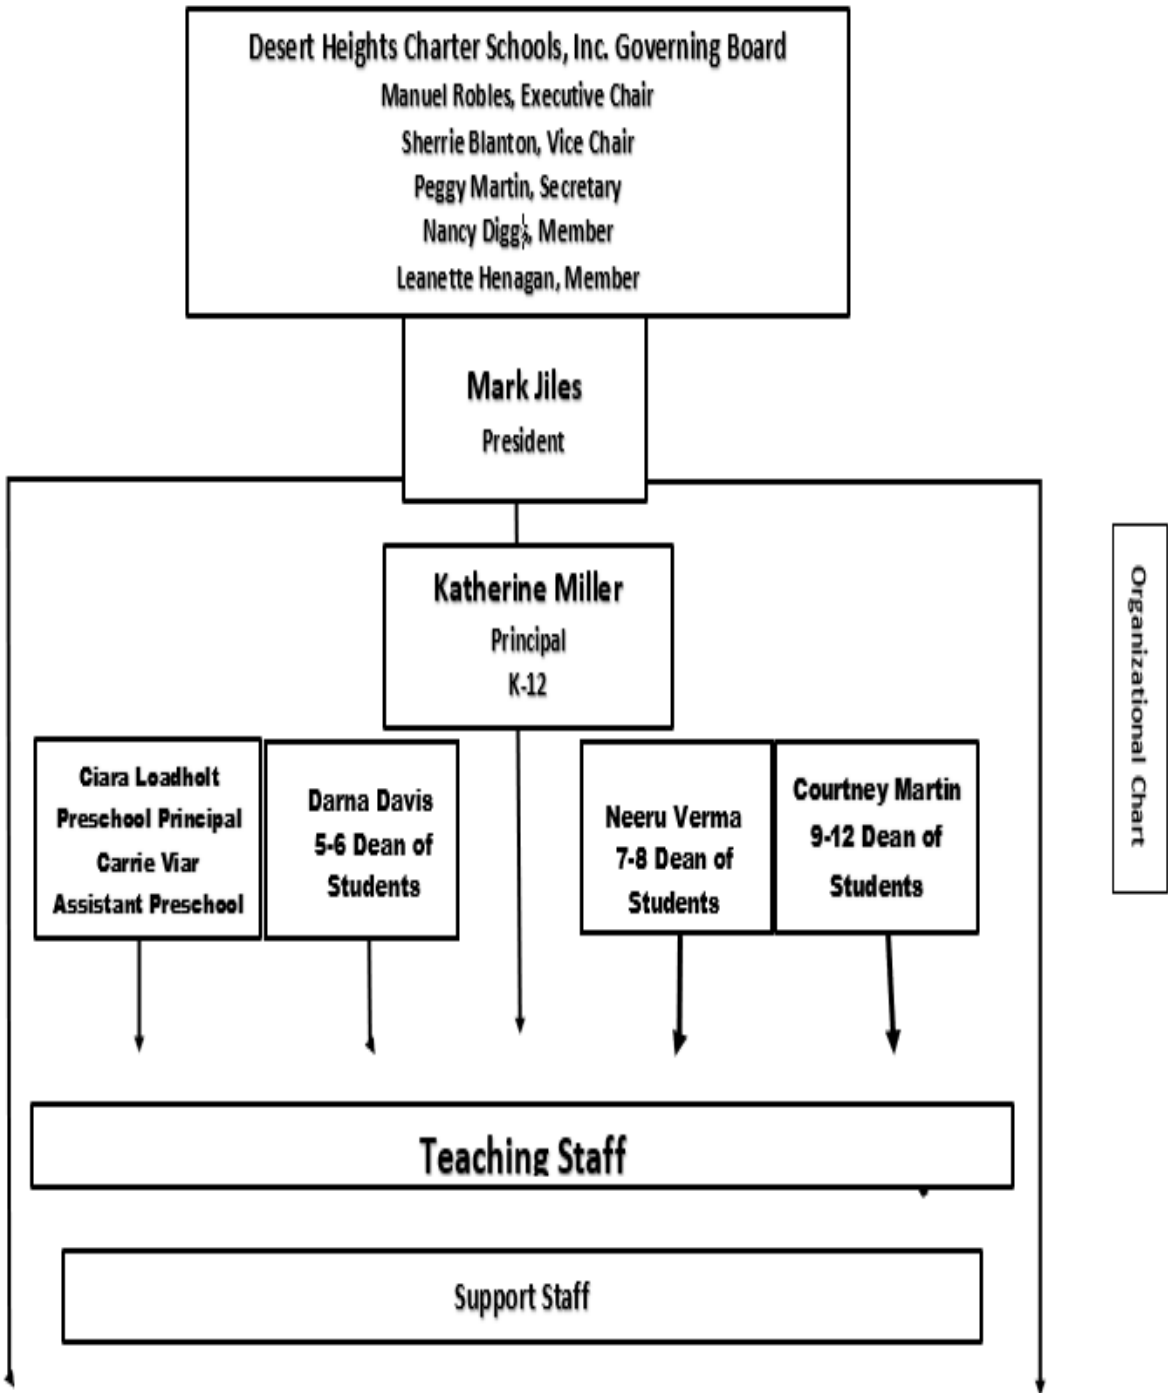 Desert Heights Charter Schools, Inc. Governing Board
Manuel Robles, Executive Chair
Sherrie Blanton, Vice Chair
Peggy Martin, Secretary
Nancy Diggs, Member
Leanette Henagan, Member
Mark Jiles
President
Katherine Miller
Principal
K-12
Ciara Loadholt
Preschool Principal
Carrie Viar
Assistant Preschool
Darna Davis
5-6 Dean of
Students
Neeru Verma
7-8 Dean of
Students
Courtney Martin
9-12 Dean of
Students
Organizational Chart
Teaching Staff
Support Staff